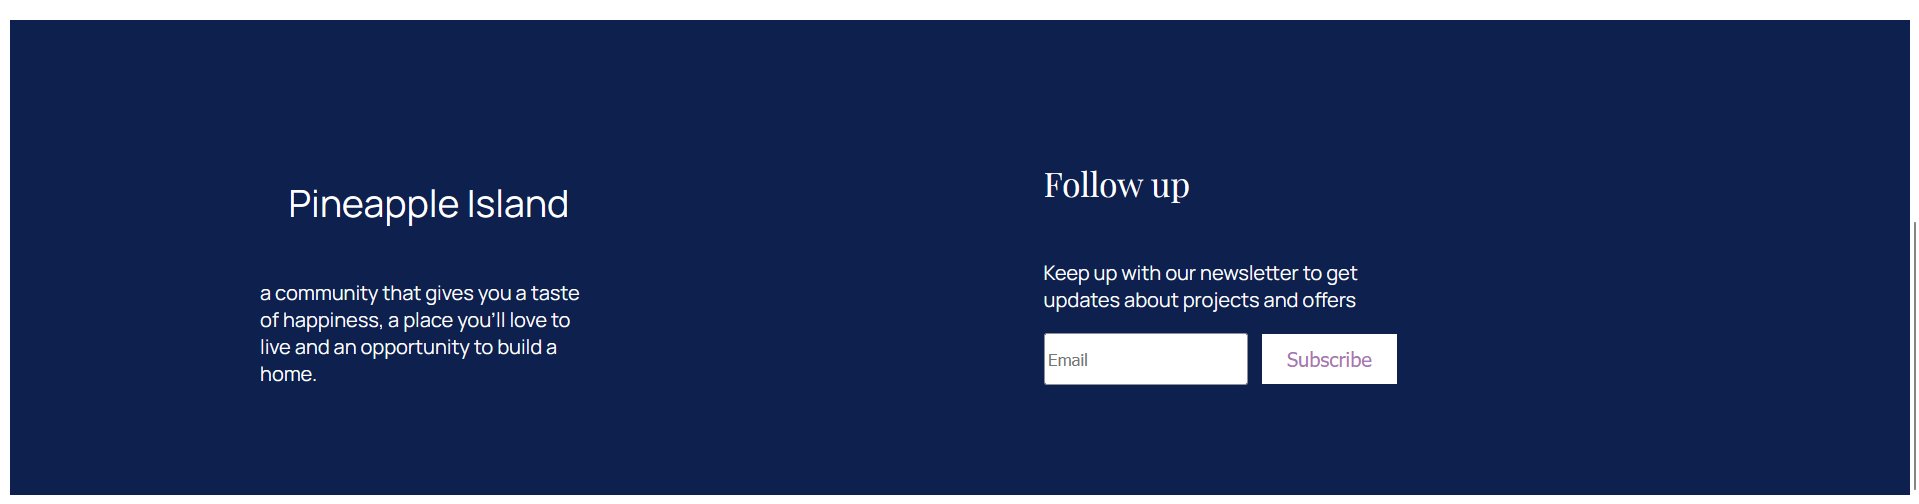 Pineapple Island
a community that gives you a taste
of happiness, a place you’ll love to
live and an opportunity to build a
home.
Follow up
Keep up with our newsletter to get
updates about projects and offers
Email
Subscribe